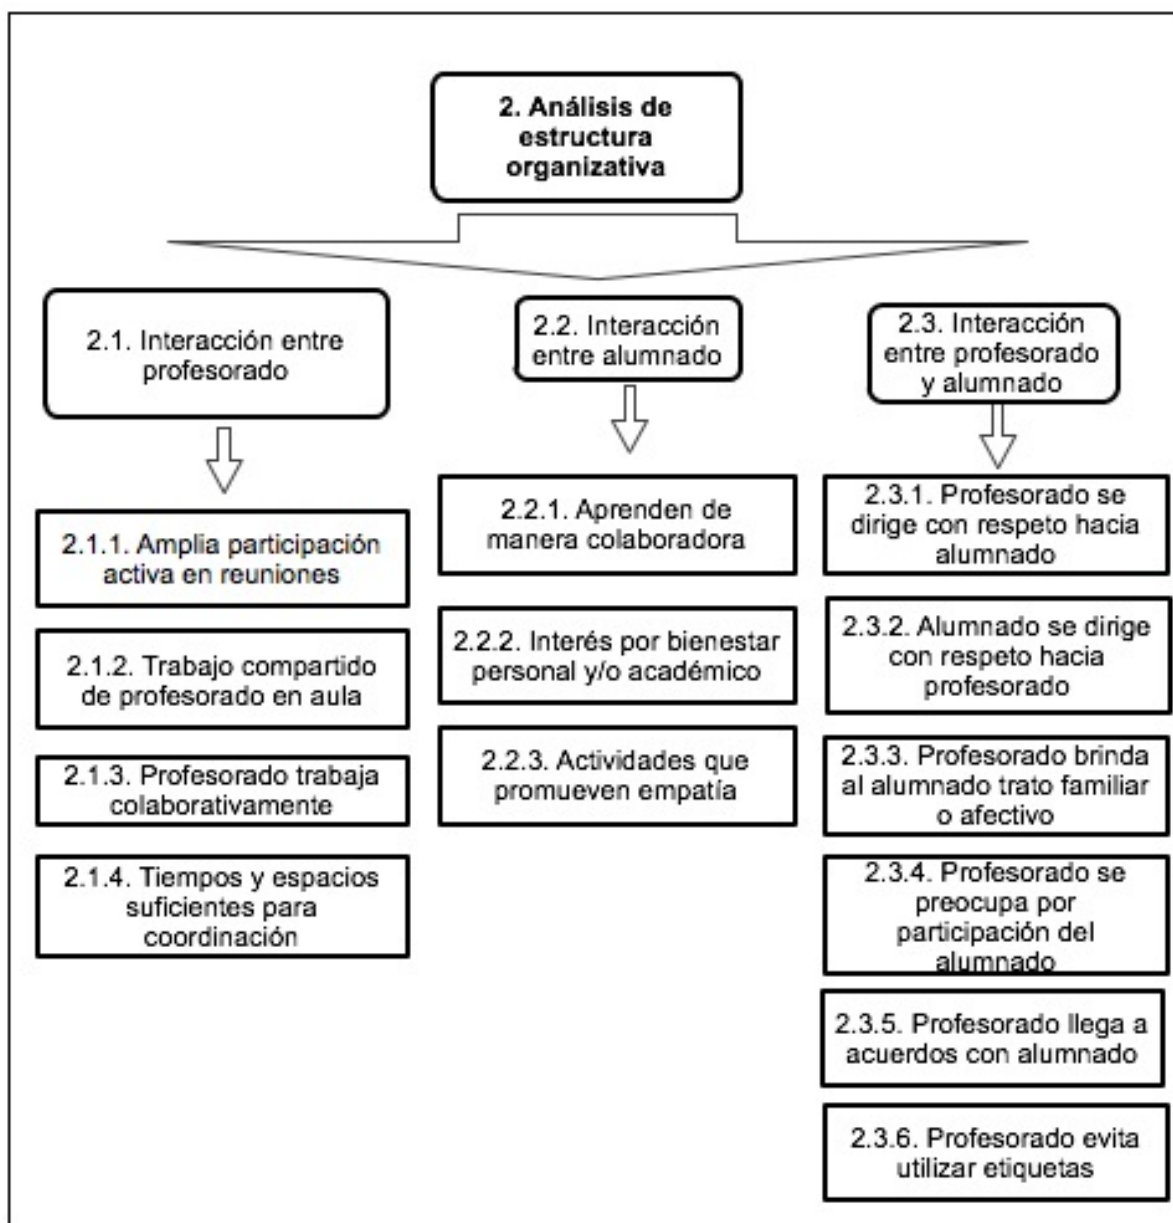 2. Análisis de
estructura
organizativa
2.1. Interacción entre
profesorado
2.1.1. Amplia participación
activa en reuniones
2.1.2. Trabajo compartido
de profesorado en aula
2.1.3. Profesorado trabaja
colaborativamente
2.1.4. Tiempos y espacios
suficientes para
coordinación
2.2. Interacción
entre alumnado
2.2.1. Aprenden de
manera colaboradora
2.2.2. Interés por bienestar
personal y/o académico
2.2.3. Actividades que
promueven empatía
2.3. Interacción
entre profesorado
y alumnado
2.3.1. Profesorado se
dirige con respeto hacia
alumnado
2.3.2. Alumnado se dirige
con respeto hacia
profesorado
2.3.3. Profesorado brinda
al alumnado trato familiar
o afectivo
2.3.4. Profesorado se
preocupa por
participación del
alumnado
2.3.5. Profesorado llega a
acuerdos con alumnado
2.3.6. Profesorado evita
utilizar etiquetas